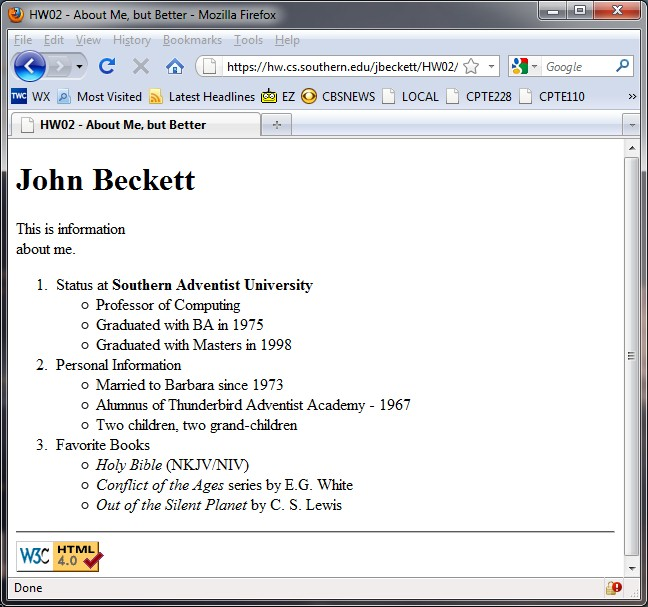 HW02 - About Me, but Better - Mozilla Firefox
File Edit View History Bookmarks Tools Help
https://hw.cs.southern.edu/jbeckett/HW02/ Google
TWC WX Most Visited Latest Headlines EZ CBSNEWS LOCAL CPTE228 CPTE110 »
HW02 - About Me, but Better
John Beckett
This is information
about me.
1. Status at Southern Adventist University
Professor of Computing
Graduated with BA in 1975
Graduated with Masters in 1998
2. Personal Information
Married to Barbara since 1973
Alumnus of Thunderbird Adventist Academy - 1967
Two children, two grand-children
3. Favorite Books
Holy Bible (NKJV/NIV)
Conflict of the Ages series by E.G. White
Out of the Silent Planet by C. S. Lewis
W3C HTML 4.0
Done